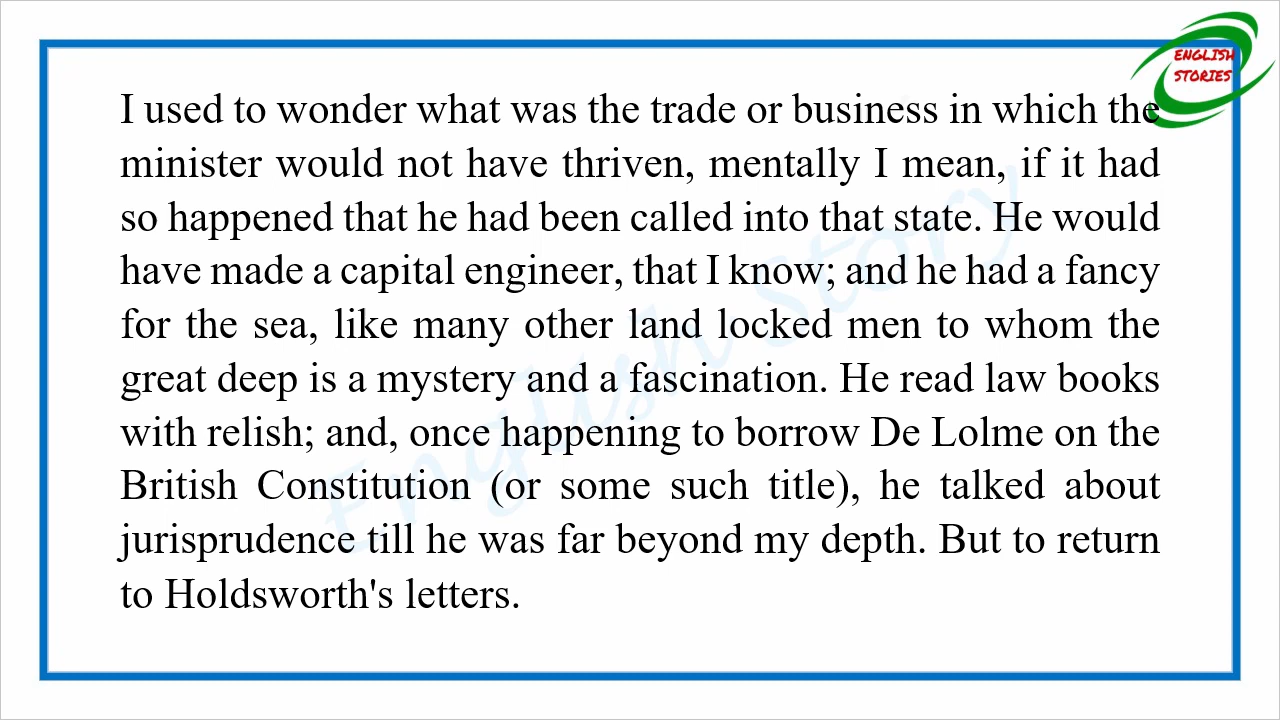 ENGLISH
STORIES
I used to wonder what was the trade or business in which the
minister would not have thriven, mentally I mean, if it had
so happened that he had been called into that state. He would
have made a capital engineer, that I know; and he had a fancy
for the sea, like many other land locked men to whom the
great deep is a mystery and a fascination. He read law books
with relish; and, once happening to borrow De Lolme on the
British Constitution (or some such title), he talked about
jurisprudence till he was far beyond my depth. But to return
to Holdsworth's letters.
English Story